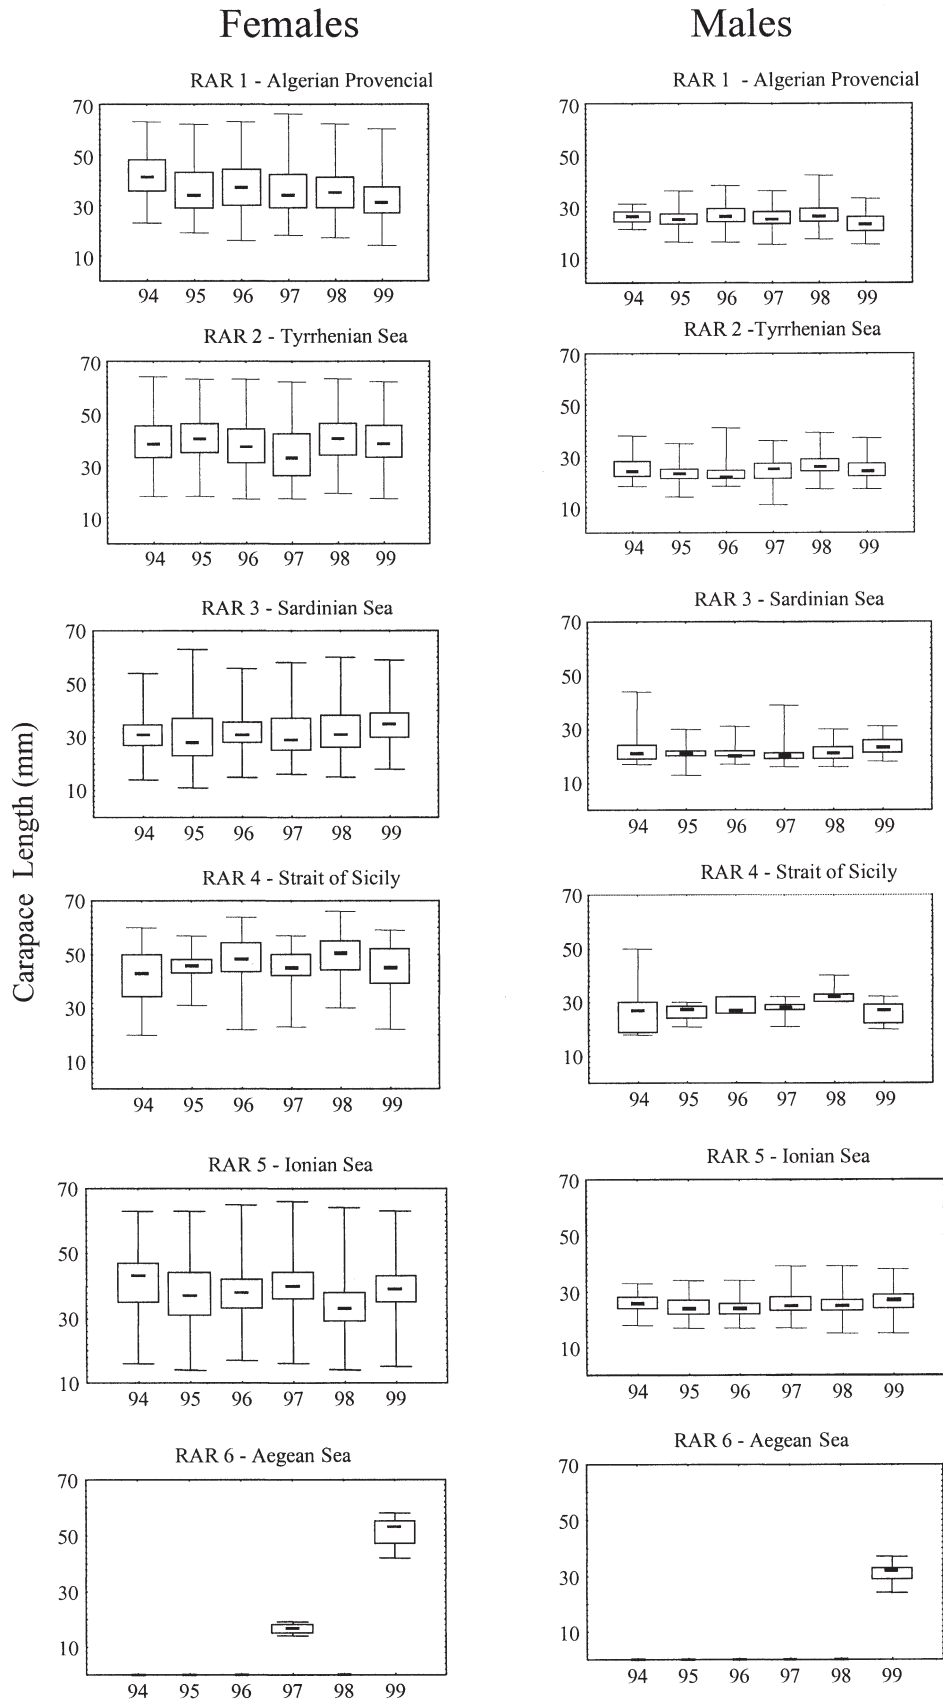 Females
Males
RAR 1 - Algerian Provencial
70
50
30
10
94 95 96 97 98 99
RAR 1 - Algerian Provencial
70
50
30
10
94 95 96 97 98 99
RAR 2 - Tyrrhenian Sea
70
50
30
10
94 95 96 97 98 99
RAR 2 -Tyrrhenian Sea
70
50
30
10
94 95 96 97 98 99
Carapace Length (mm)
RAR 3 - Sardinian Sea
70
50
30
10
94 95 96 97 98 99
RAR 3 - Sardinian Sea
70
50
30
10
94 95 96 97 98 99
RAR 4 - Strait of Sicily
70
50
30
10
94 95 96 97 98 99
RAR 4 - Strait of Sicily
70
50
30
10
94 95 96 97 98 99
RAR 5 - Ionian Sea
70
50
30
10
94 95 96 97 98 99
RAR 5 - Ionian Sea
70
50
30
10
94 95 96 97 98 99
RAR 6 - Aegean Sea
70
50
30
10
94 95 96 97 98 99
RAR 6 - Aegean Sea
70
50
30
10
94 95 96 97 98 99